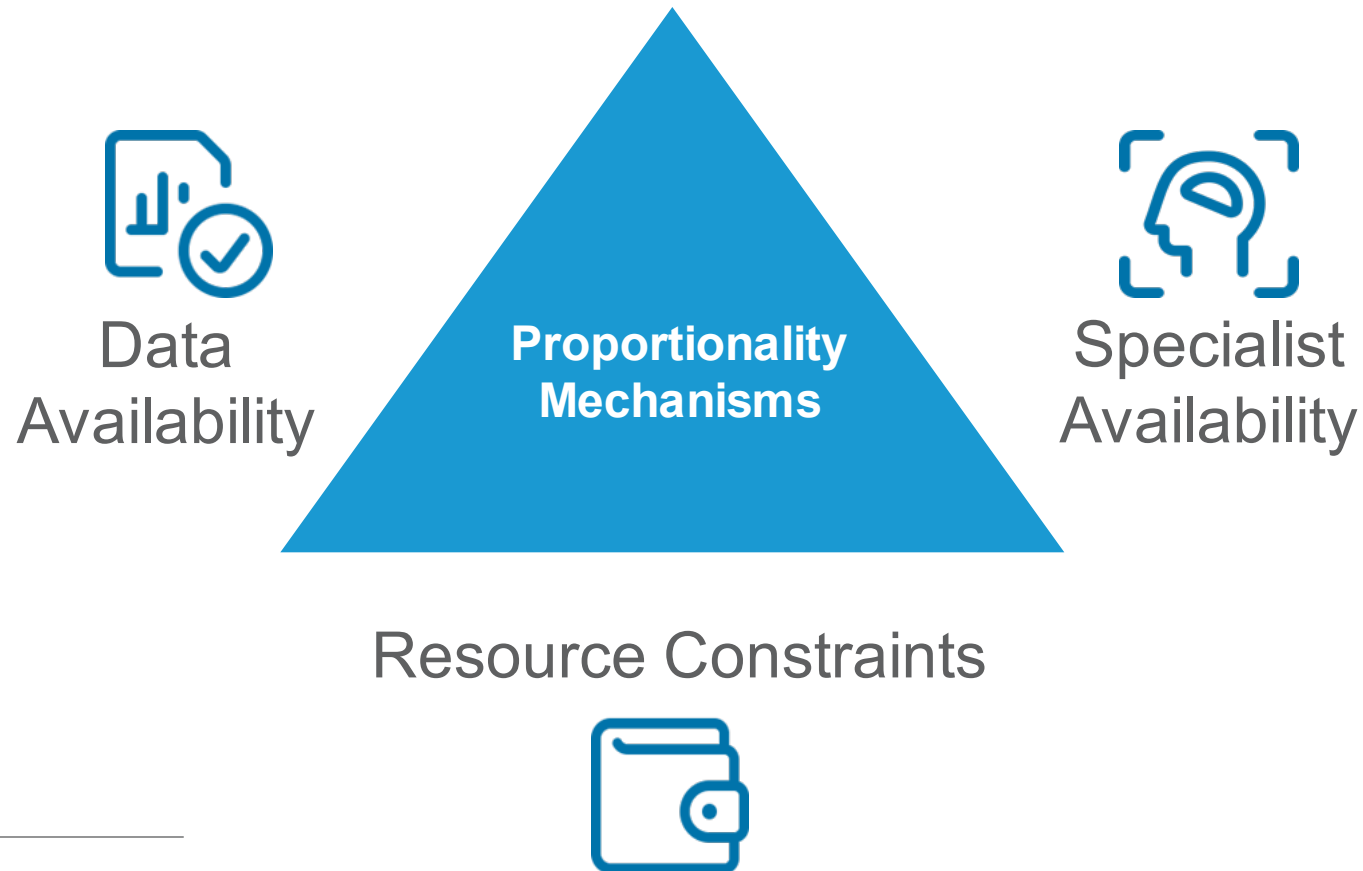 Data
Availability
Proportionality
Mechanisms
Specialist
Availability
Resource Constraints